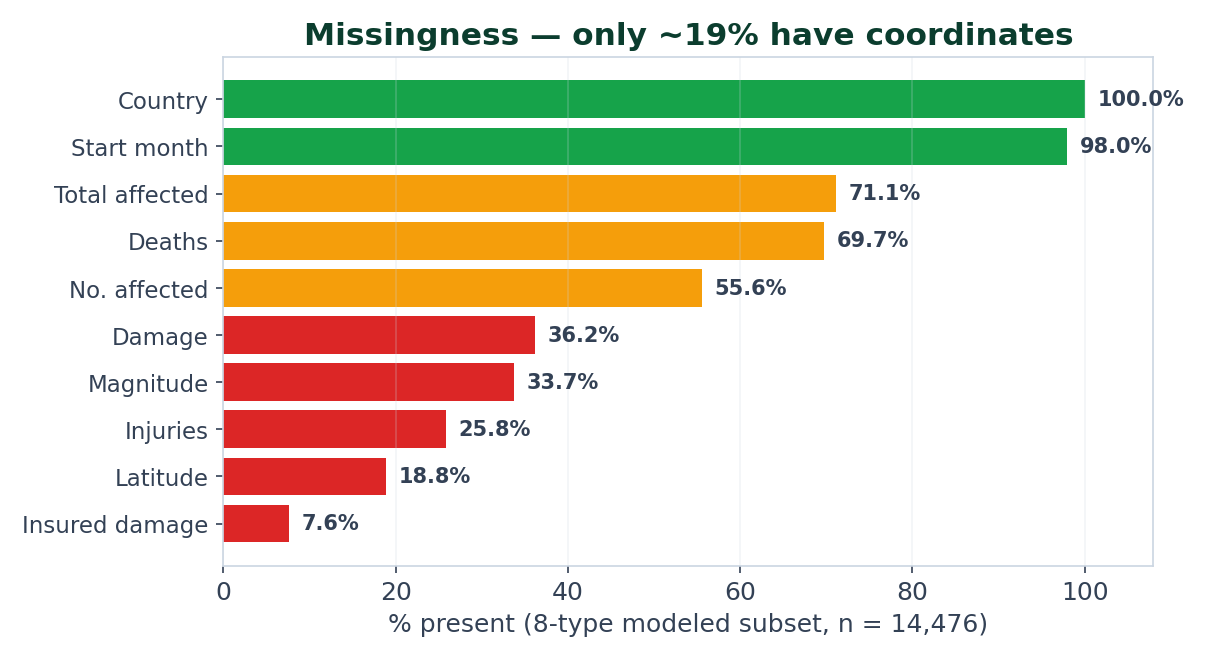 Missingness — only ~19% have coordinates
Country 100.0%
Start month 98.0%
Total affected 71.1%
Deaths 69.7%
No. affected 55.6%
Damage 36.2%
Magnitude 33.7%
Injuries 25.8%
Latitude 18.8%
Insured damage 7.6%
0 20 40 60 80 100
% present (8-type modeled subset, n = 14,476)